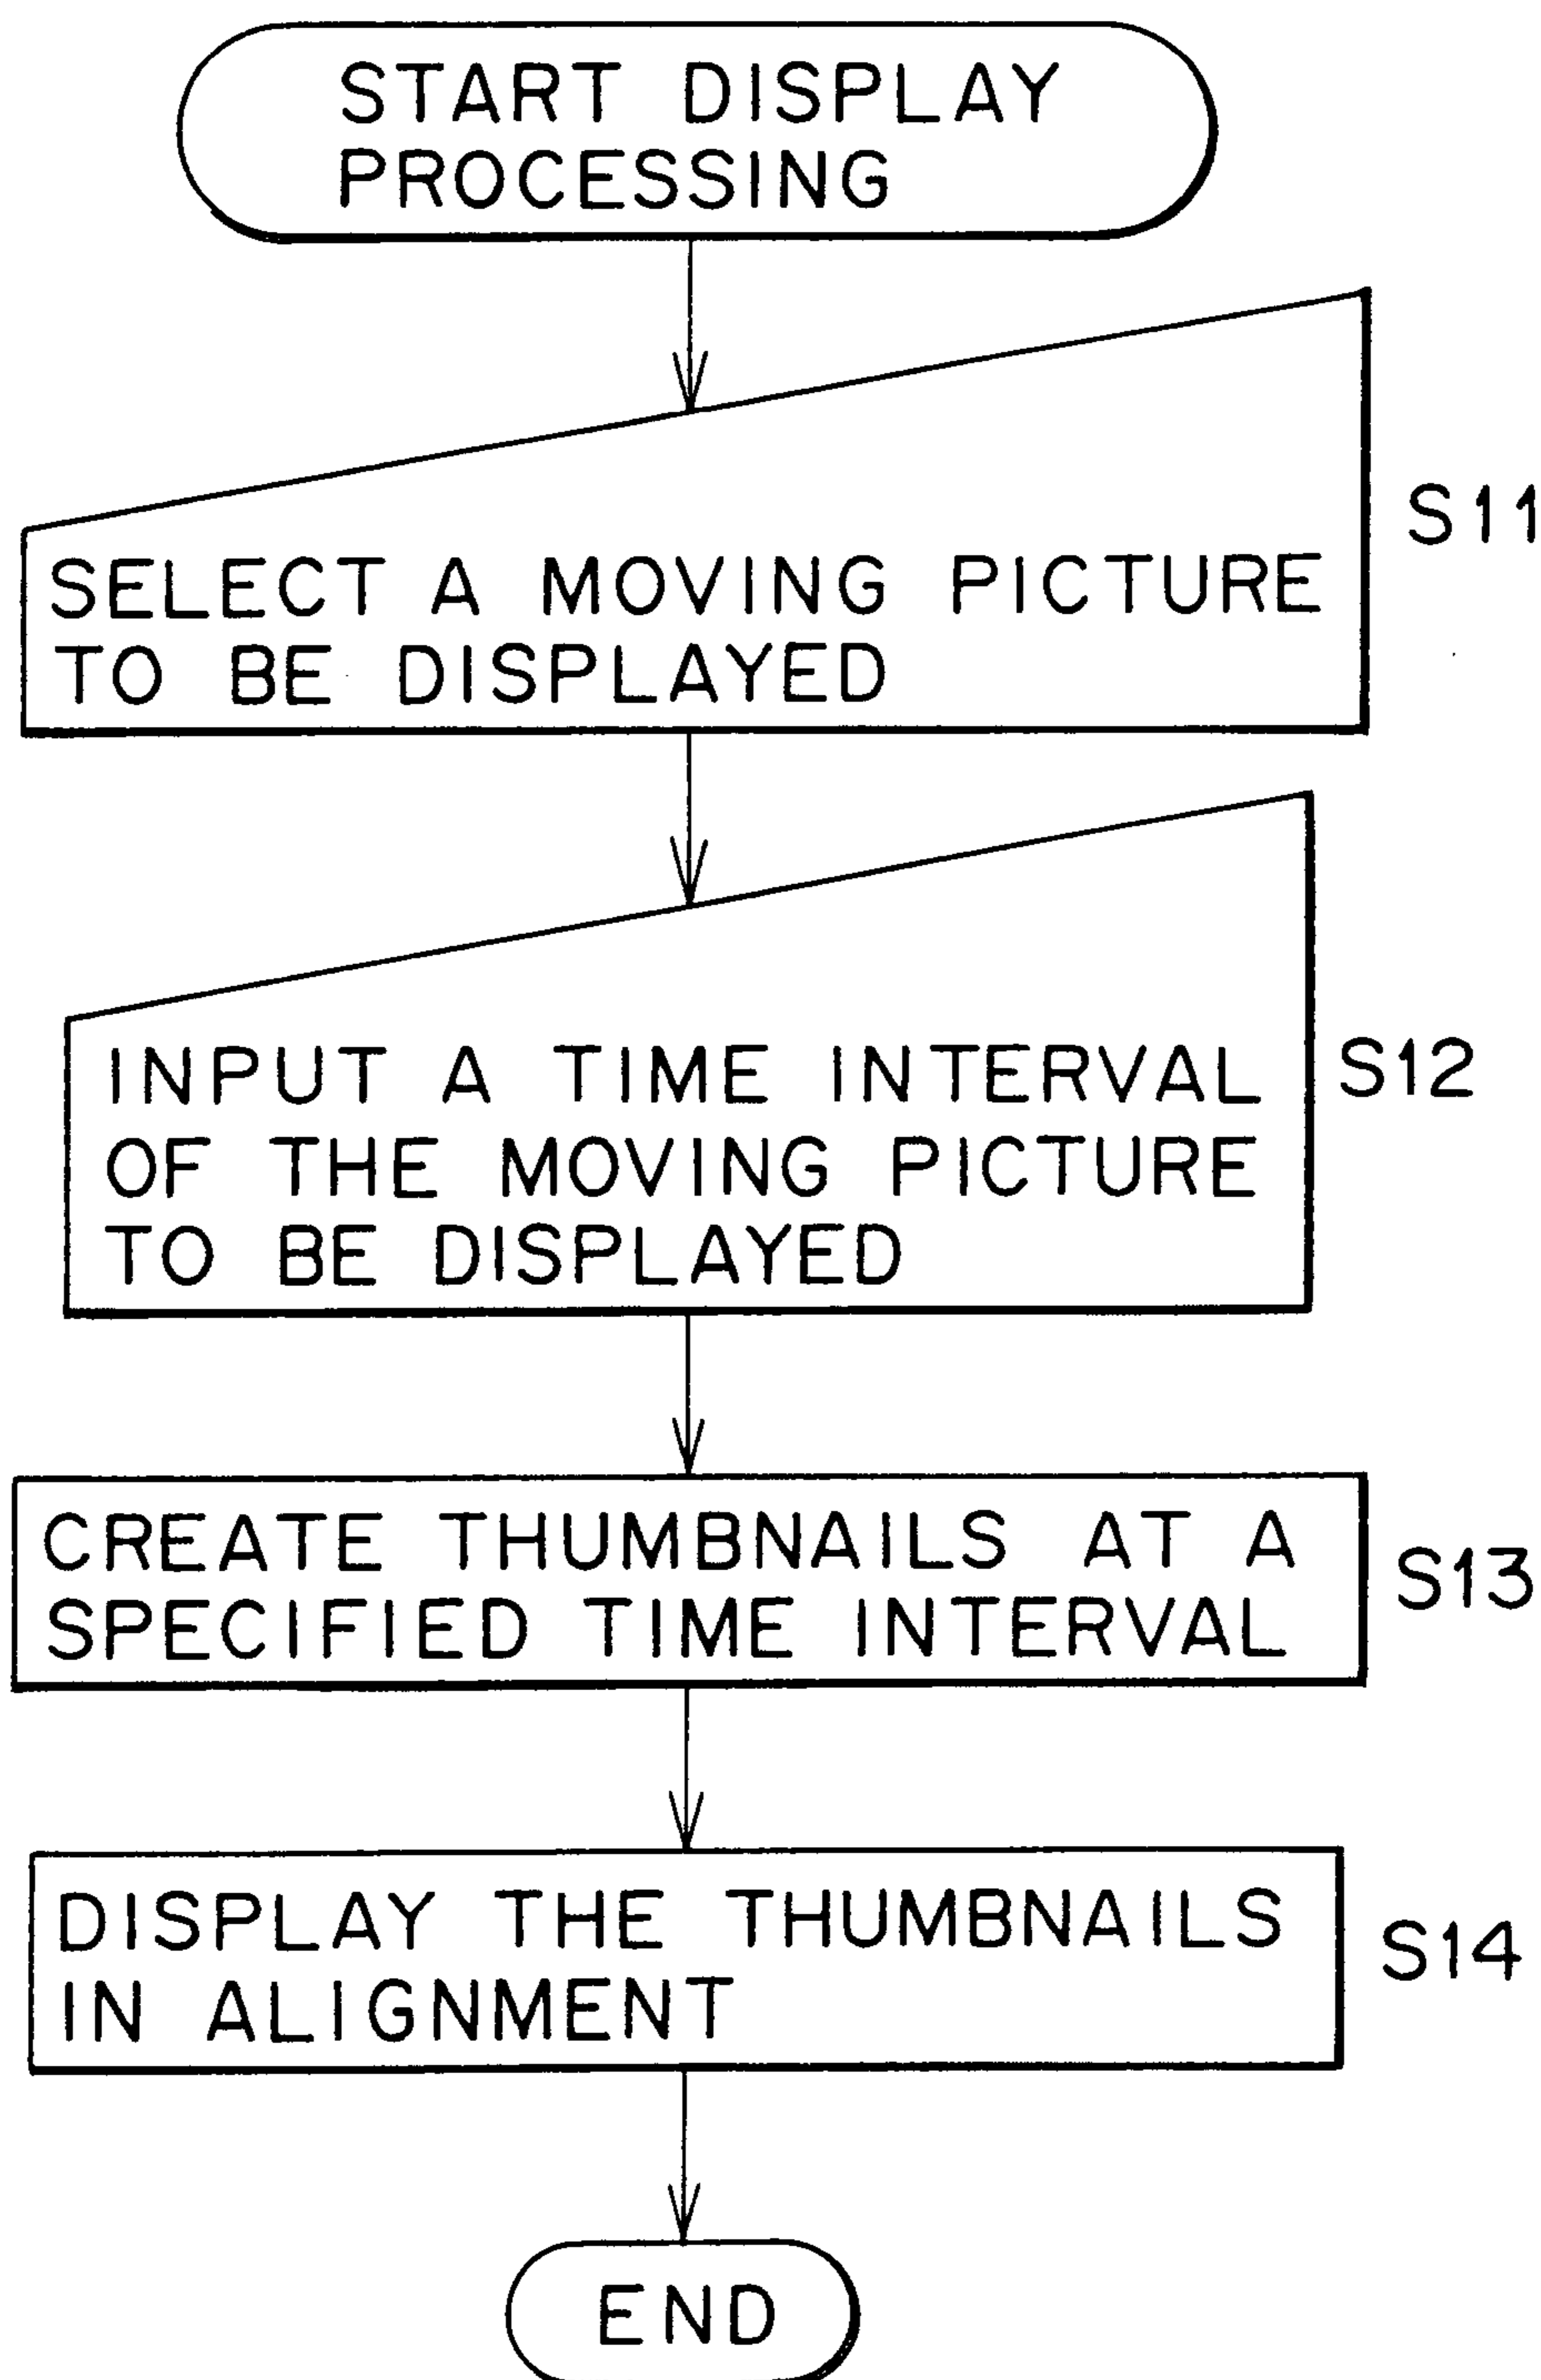 START DISPLAY
PROCESSING
S11
SELECT A MOVING PICTURE
TO BE DISPLAYED
INPUT A TIME INTERVAL
S12
OF THE MOVING PICTURE
TO BE DISPLAYED
CREATE THUMBNAILS AT A
S13
SPECIFIED TIME INTERVAL
DISPLAY THE THUMBNAILS
S14
IN ALIGNMENT
END